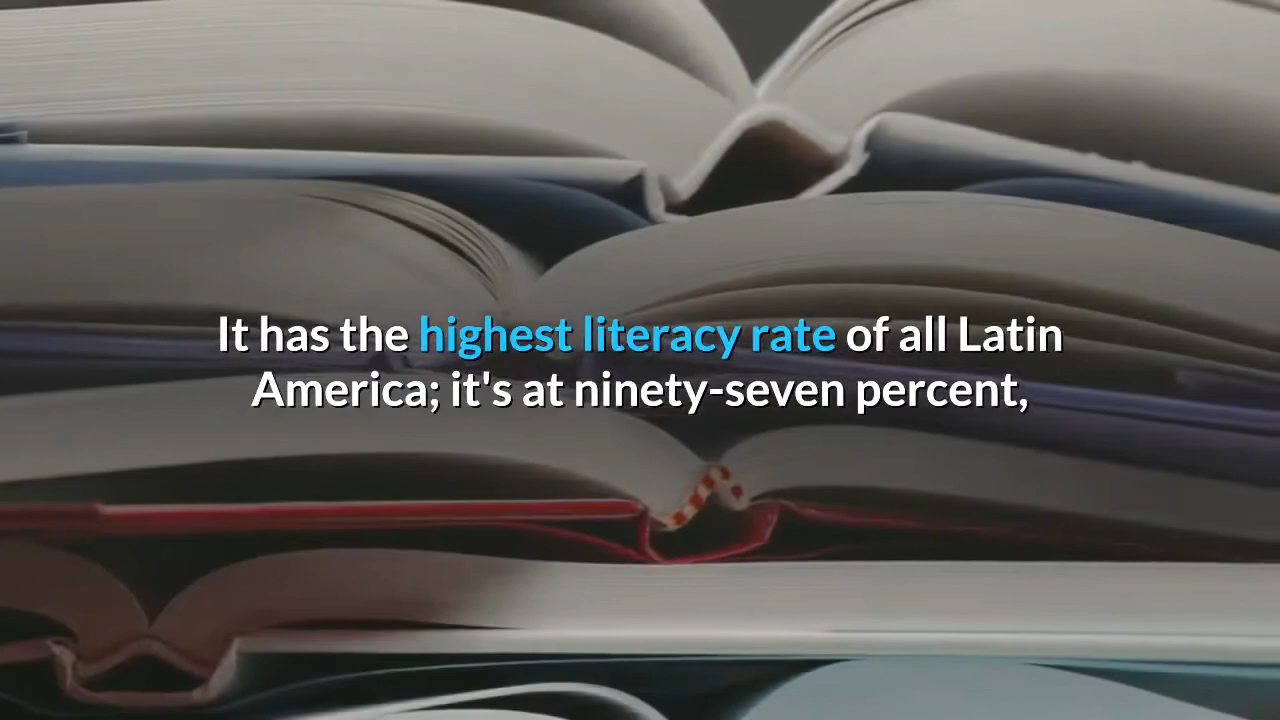 It has the highest literacy rate of all Latin
America; it's at ninety-seven percent,